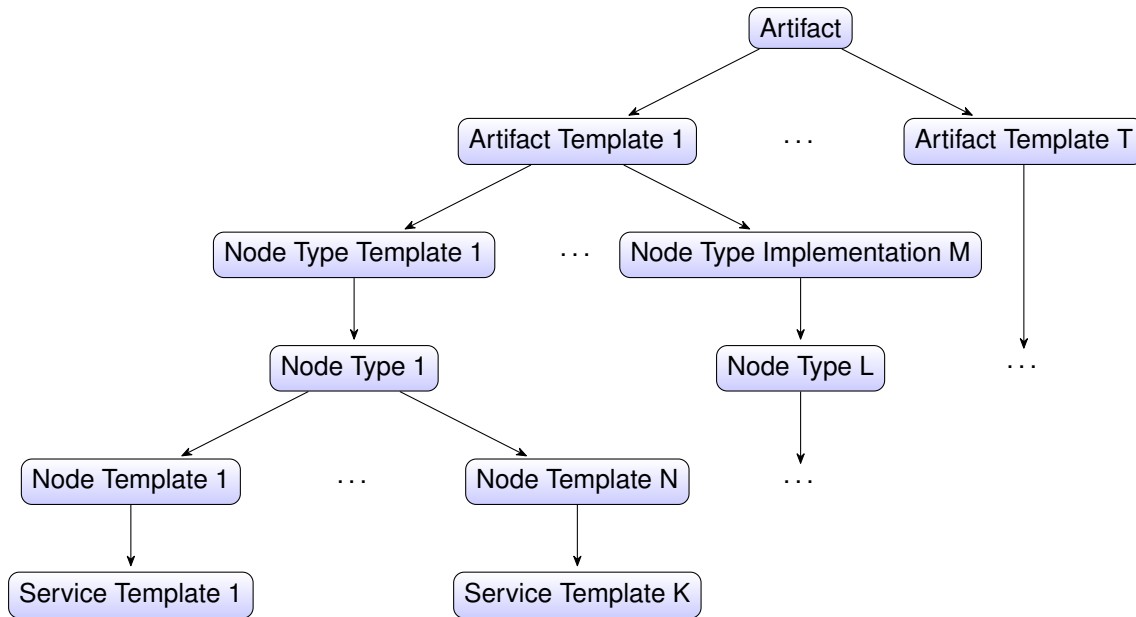 Artifact
Artifact Template 1 ... Artifact Template T
Node Type Template 1 ... Node Type Implementation M
Node Type 1 Node Type L ...
Node Template 1 ... Node Template N ...
Service Template 1 Service Template K